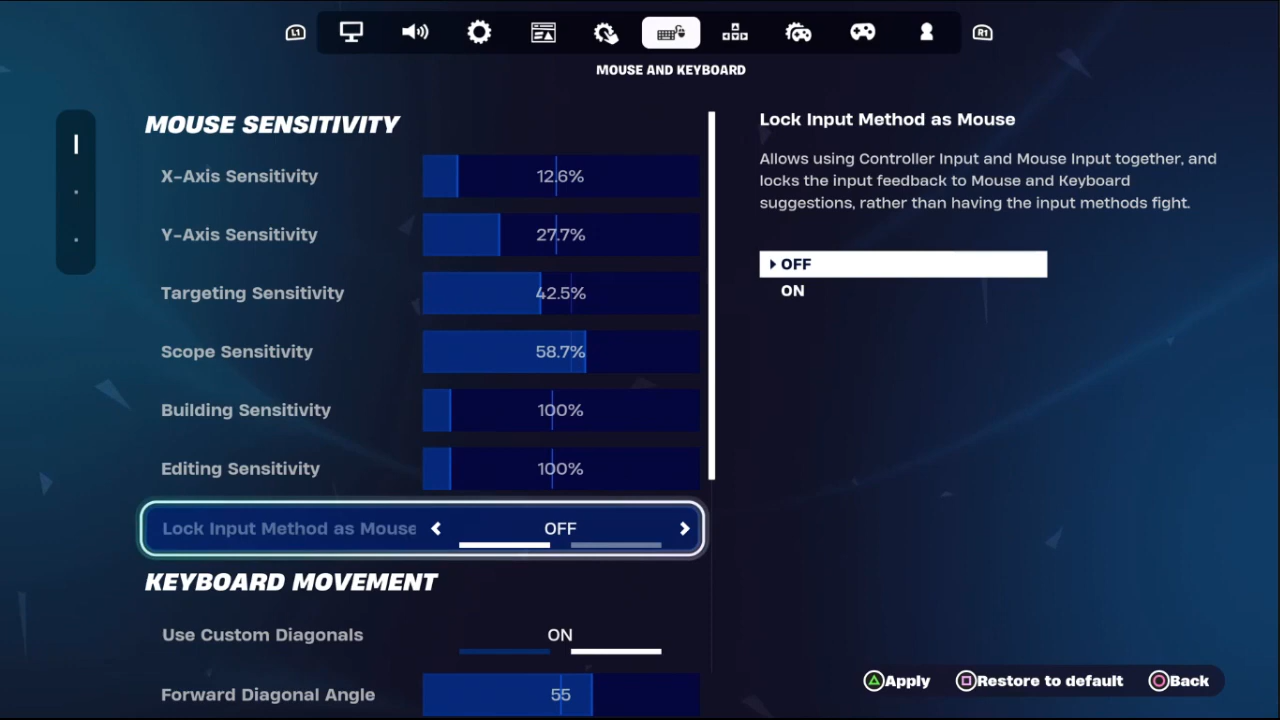 L1
R1
MOUSE AND KEYBOARD
MOUSE SENSITIVITY
X-Axis Sensitivity 12.6%
Y-Axis Sensitivity 27.7%
Targeting Sensitivity 42.5%
Scope Sensitivity 58.7%
Building Sensitivity 100%
Editing Sensitivity 100%
Lock Input Method as Mouse OFF
KEYBOARD MOVEMENT
Use Custom Diagonals ON
Forward Diagonal Angle 55
Lock Input Method as Mouse
Allows using Controller Input and Mouse Input together, and
locks the input feedback to Mouse and Keyboard
suggestions, rather than having the input methods fight.
OFF
ON
Apply Restore to default Back